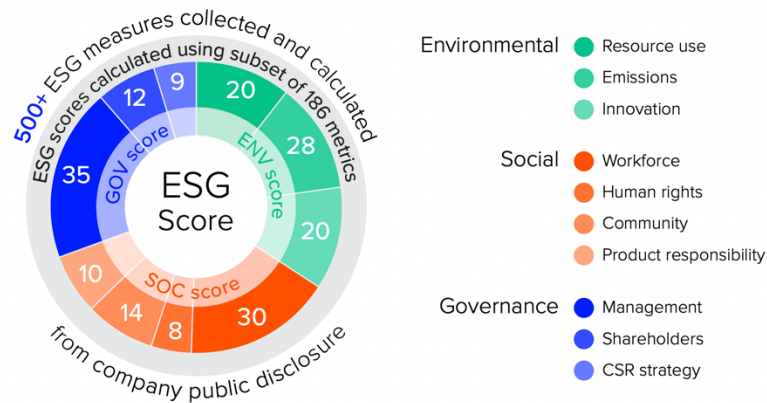 500+ ESG measures collected and calculated
ESG scores calculated using subset of 186 metrics
from company public disclosure
ESG
Score
ENV score
20
28
20
SOC score
30
8
14
10
GOV score
35
12
9
Environmental
Resource use
Emissions
Innovation
Social
Workforce
Human rights
Community
Product responsibility
Governance
Management
Shareholders
CSR strategy